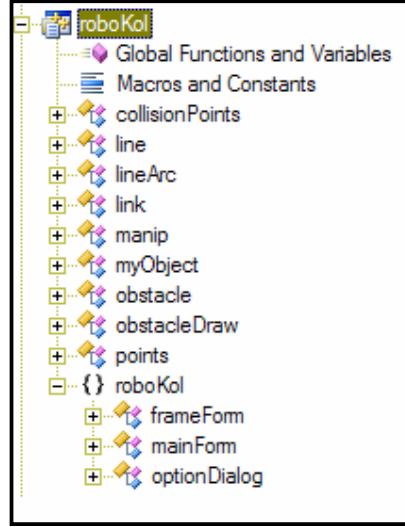 roboKol
Global Functions and Variables
Macros and Constants
collisionPoints
line
lineArc
link
manip
myObject
obstacle
obstacleDraw
points
{} roboKol
frameForm
mainForm
optionDialog